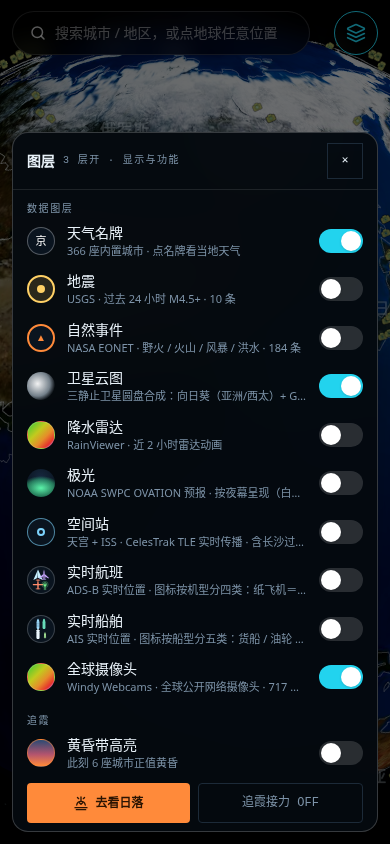 搜索城市 / 地区，或点地球任意位置
图层 3 层开 · 显示与功能 ×
数据图层
京 天气名牌
366 座内置城市 · 点名牌看当地天气
地震
USGS · 过去 24 小时 M4.5+ · 10 条
自然事件
NASA EONET · 野火 / 火山 / 风暴 / 洪水 · 184 条
卫星云图
三静止卫星圆盘合成：向日葵（亚洲/西太）+ G...
降水雷达
RainViewer · 近 2 小时雷达动画
极光
NOAA SWPC OVATION 预报 · 按夜幕呈现（白...
空间站
天宫 + ISS · CelesTrak TLE 实时传播 · 含长沙过...
实时航班
ADS-B 实时位置 · 图标按机型分四类：纸飞机＝...
实时船舶
AIS 实时位置 · 图标按船型分五类：货船 / 油轮 ...
全球摄像头
Windy Webcams · 全球公开网络摄像头 · 717 ...
追霞
黄昏带高亮
此刻 6 座城市正值黄昏
去看日落 追霞接力 OFF